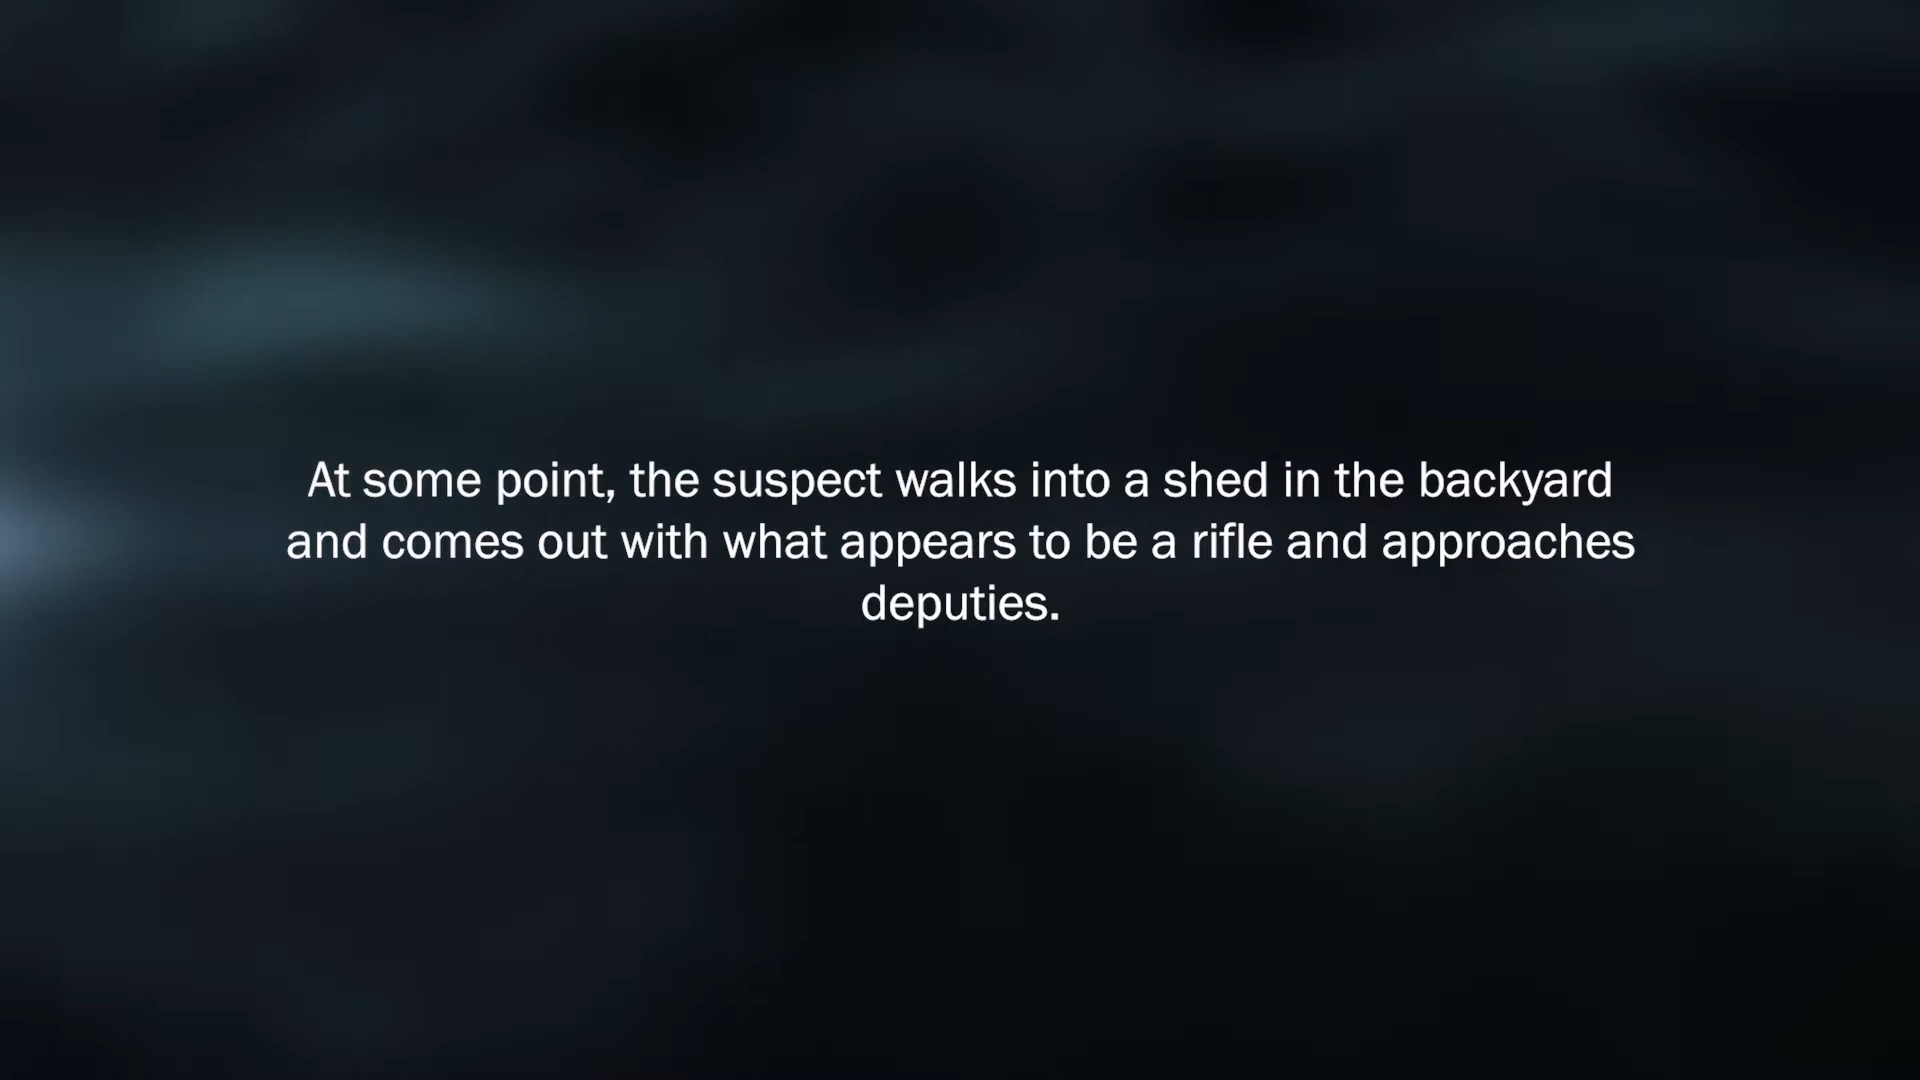 At some point, the suspect walks into a shed in the backyard
and comes out with what appears to be a rifle and approaches
deputies.